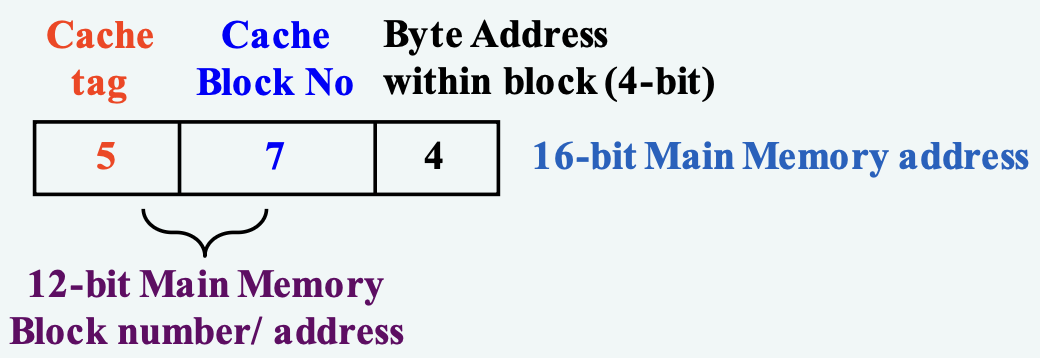 Cache tag
Cache Block No
Byte Address within block (4-bit)
5 7 4
16-bit Main Memory address
12-bit Main Memory
Block number/ address